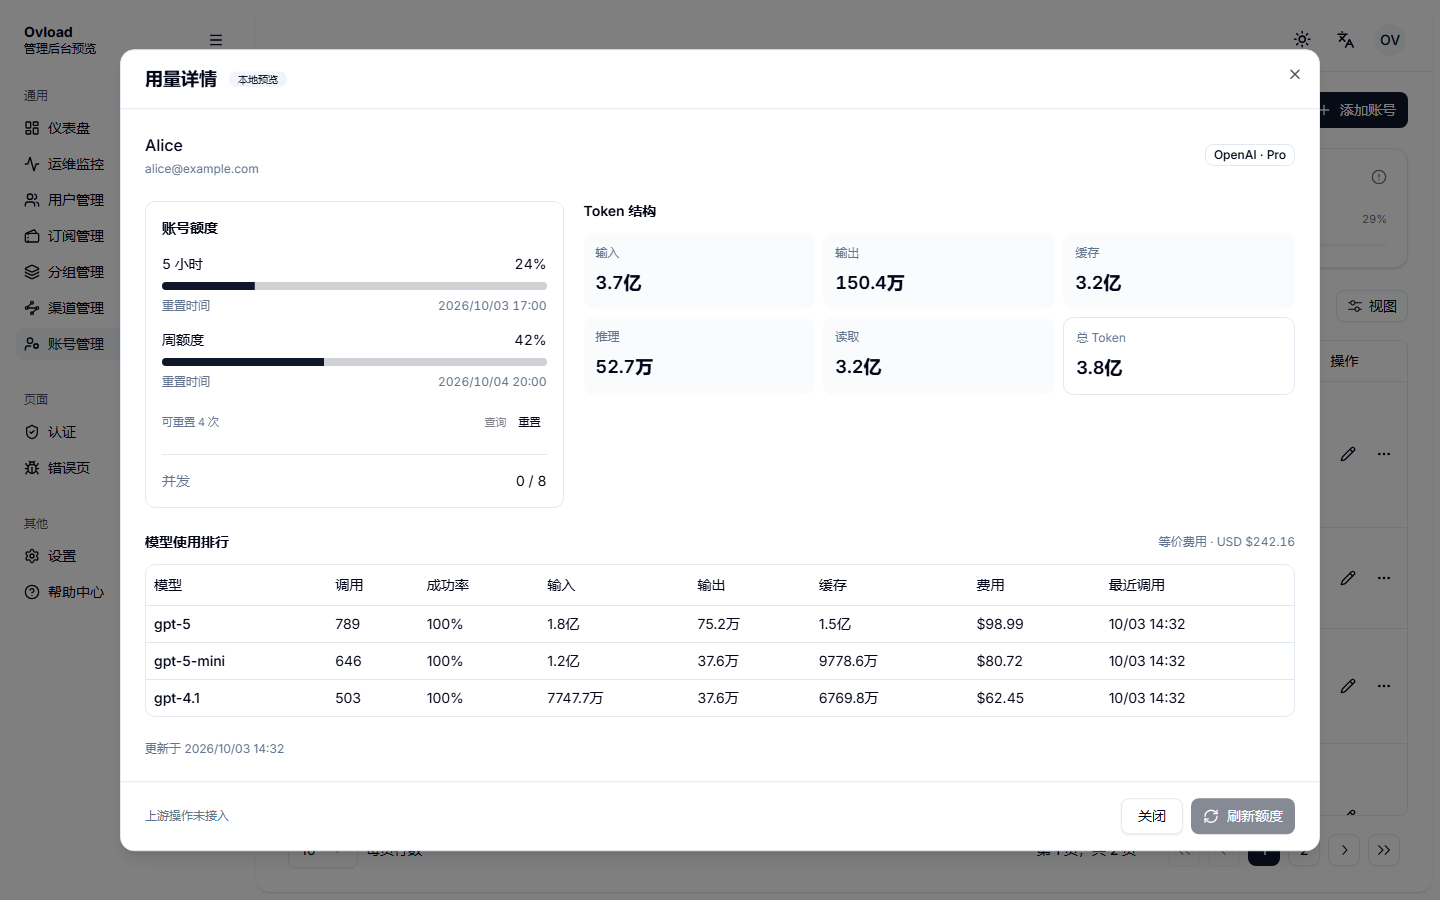 Ovload
管理后台预览
OV
通用
仪表盘
运维监控
用户管理
订阅管理
分组管理
渠道管理
账号管理
页面
认证
错误页
其他
设置
帮助中心
添加账号
29%
视图
操作
用量详情 本地预览
Alice
alice@example.com
OpenAI · Pro
账号额度
5 小时 24%
重置时间 2026/10/03 17:00
周额度 42%
重置时间 2026/10/04 20:00
可重置 4 次 查询 重置
并发 0 / 8
Token 结构
输入 输出 缓存
3.7亿 150.4万 3.2亿
推理 读取 总 Token
52.7万 3.2亿 3.8亿
模型使用排行 等价费用 · USD $242.16
模型 调用 成功率 输入 输出 缓存 费用 最近调用
gpt-5 789 100% 1.8亿 75.2万 1.5亿 $98.99 10/03 14:32
gpt-5-mini 646 100% 1.2亿 37.6万 9778.6万 $80.72 10/03 14:32
gpt-4.1 503 100% 7747.7万 37.6万 6769.8万 $62.45 10/03 14:32
更新于 2026/10/03 14:32
上游操作未接入 关闭 刷新额度